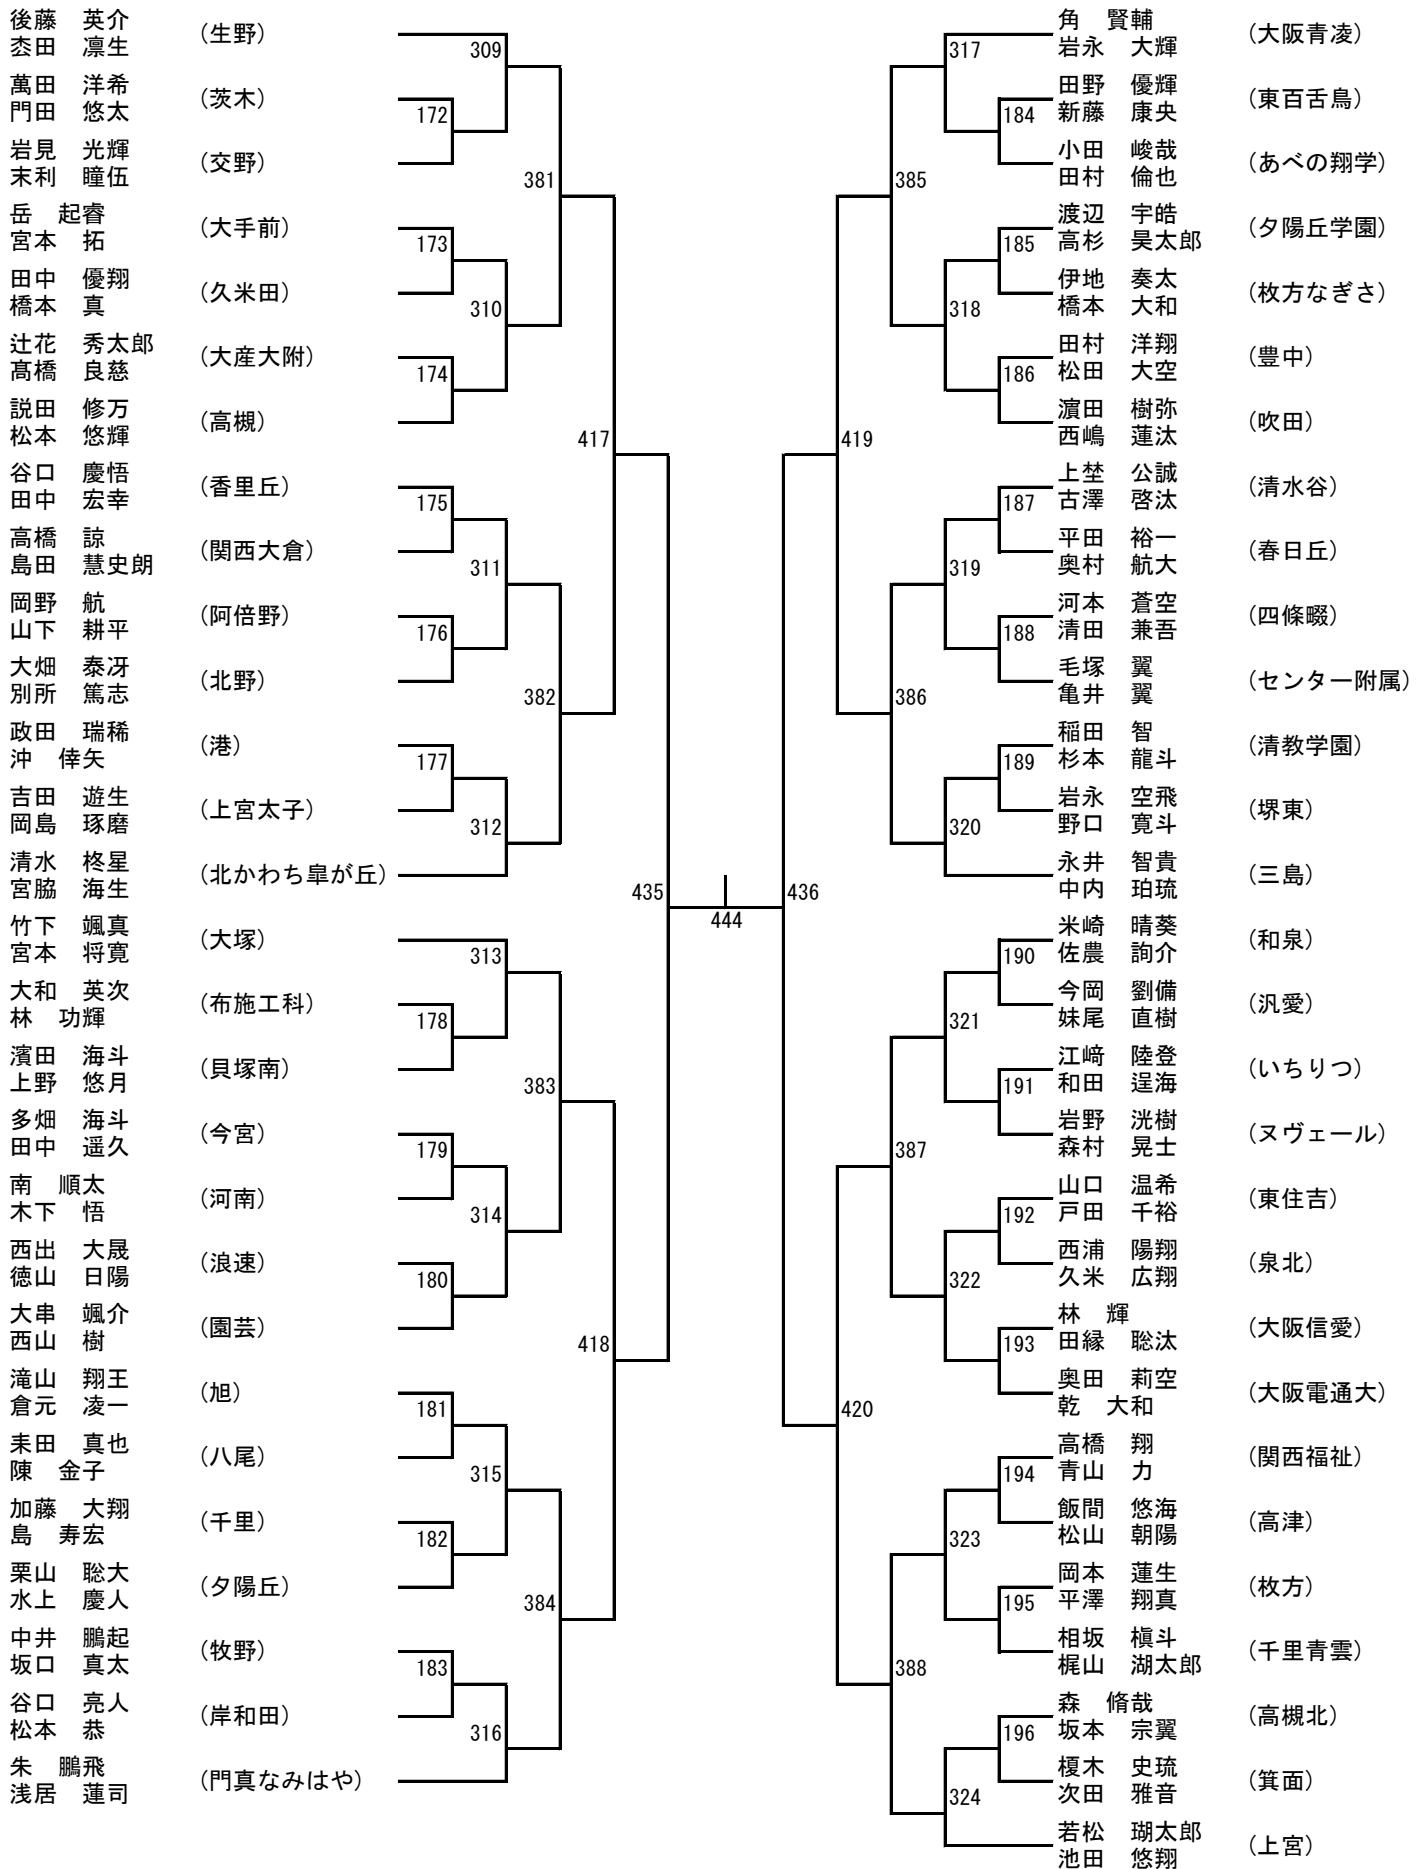 後藤　英介
枩田　凛生
(生野)
萬田　洋希
門田　悠太
(茨木)
岩見　光輝
末利　瞳伍
(交野)
岳　起睿
宮本　拓
(大手前)
田中　優翔
橋本　真
(久米田)
辻花　秀太郎
髙橋　良慈
(大産大附)
説田　修万
松本　悠輝
(高槻)
谷口　慶悟
田中　宏幸
(香里丘)
高橋　諒
島田　慧史朗
(関西大倉)
岡野　航
山下　耕平
(阿倍野)
大畑　泰冴
別所　篤志
(北野)
政田　瑞稀
沖　倖矢
(港)
吉田　遊生
岡島　琢磨
(上宮太子)
清水　柊星
宮脇　海生
(北かわち皐が丘)
竹下　颯真
宮本　将寛
(大塚)
大和　英次
林　功輝
(布施工科)
濱田　海斗
上野　悠月
(貝塚南)
多畑　海斗
田中　遥久
(今宮)
南　順太
木下　悟
(河南)
西出　大晟
徳山　日陽
(浪速)
大串　颯介
西山　樹
(園芸)
滝山　翔王
倉元　凌一
(旭)
耒田　真也
陳　金子
(八尾)
加藤　大翔
島　寿宏
(千里)
栗山　聡大
水上　慶人
(夕陽丘)
中井　鵬起
坂口　真太
(牧野)
谷口　亮人
松本　恭
(岸和田)
朱　鵬飛
浅居　蓮司
(門真なみはや)
172
173
174
175
176
177
178
179
180
181
182
183
309
310
311
312
313
314
315
316
381
382
383
384
417
418
435
444
436
419
420
385
386
387
388
317
318
319
320
321
322
323
324
184
185
186
187
188
189
190
191
192
193
194
195
196
角　賢輔
岩永　大輝
(大阪青凌)
田野　優輝
新藤　康央
(東百舌鳥)
小田　峻哉
田村　倫也
(あべの翔学)
渡辺　宇皓
高杉　昊太郎
(夕陽丘学園)
伊地　奏太
橋本　大和
(枚方なぎさ)
田村　洋翔
松田　大空
(豊中)
濵田　樹弥
西嶋　蓮汰
(吹田)
上埜　公誠
古澤　啓汰
(清水谷)
平田　裕一
奥村　航大
(春日丘)
河本　蒼空
清田　兼吾
(四條畷)
毛塚　翼
亀井　翼
(センター附属)
稲田　智
杉本　龍斗
(清教学園)
岩永　空飛
野口　寛斗
(堺東)
永井　智貴
中内　珀琉
(三島)
米崎　晴葵
佐農　詢介
(和泉)
今岡　劉備
妹尾　直樹
(汎愛)
江﨑　陸登
和田　逞海
(いちりつ)
岩野　洸樹
森村　晃士
(ヌヴェール)
山口　温希
戸田　千裕
(東住吉)
西浦　陽翔
久米　広翔
(泉北)
林　輝
田縁　聡汰
(大阪信愛)
奥田　莉空
乾　大和
(大阪電通大)
高橋　翔
青山　力
(関西福祉)
飯間　悠海
松山　朝陽
(高津)
岡本　蓮生
平澤　翔真
(枚方)
相坂　槇斗
梶山　湖太郎
(千里青雲)
森　脩哉
坂本　宗翼
(高槻北)
榎木　史琉
次田　雅音
(箕面)
若松　瑚太郎
池田　悠翔
(上宮)